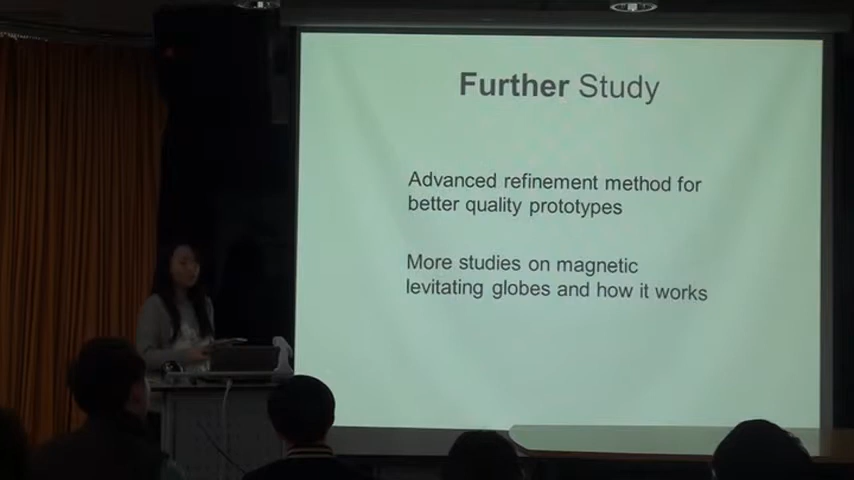 Further Study
Advanced refinement method for
better quality prototypes
More studies on magnetic
levitating globes and how it works